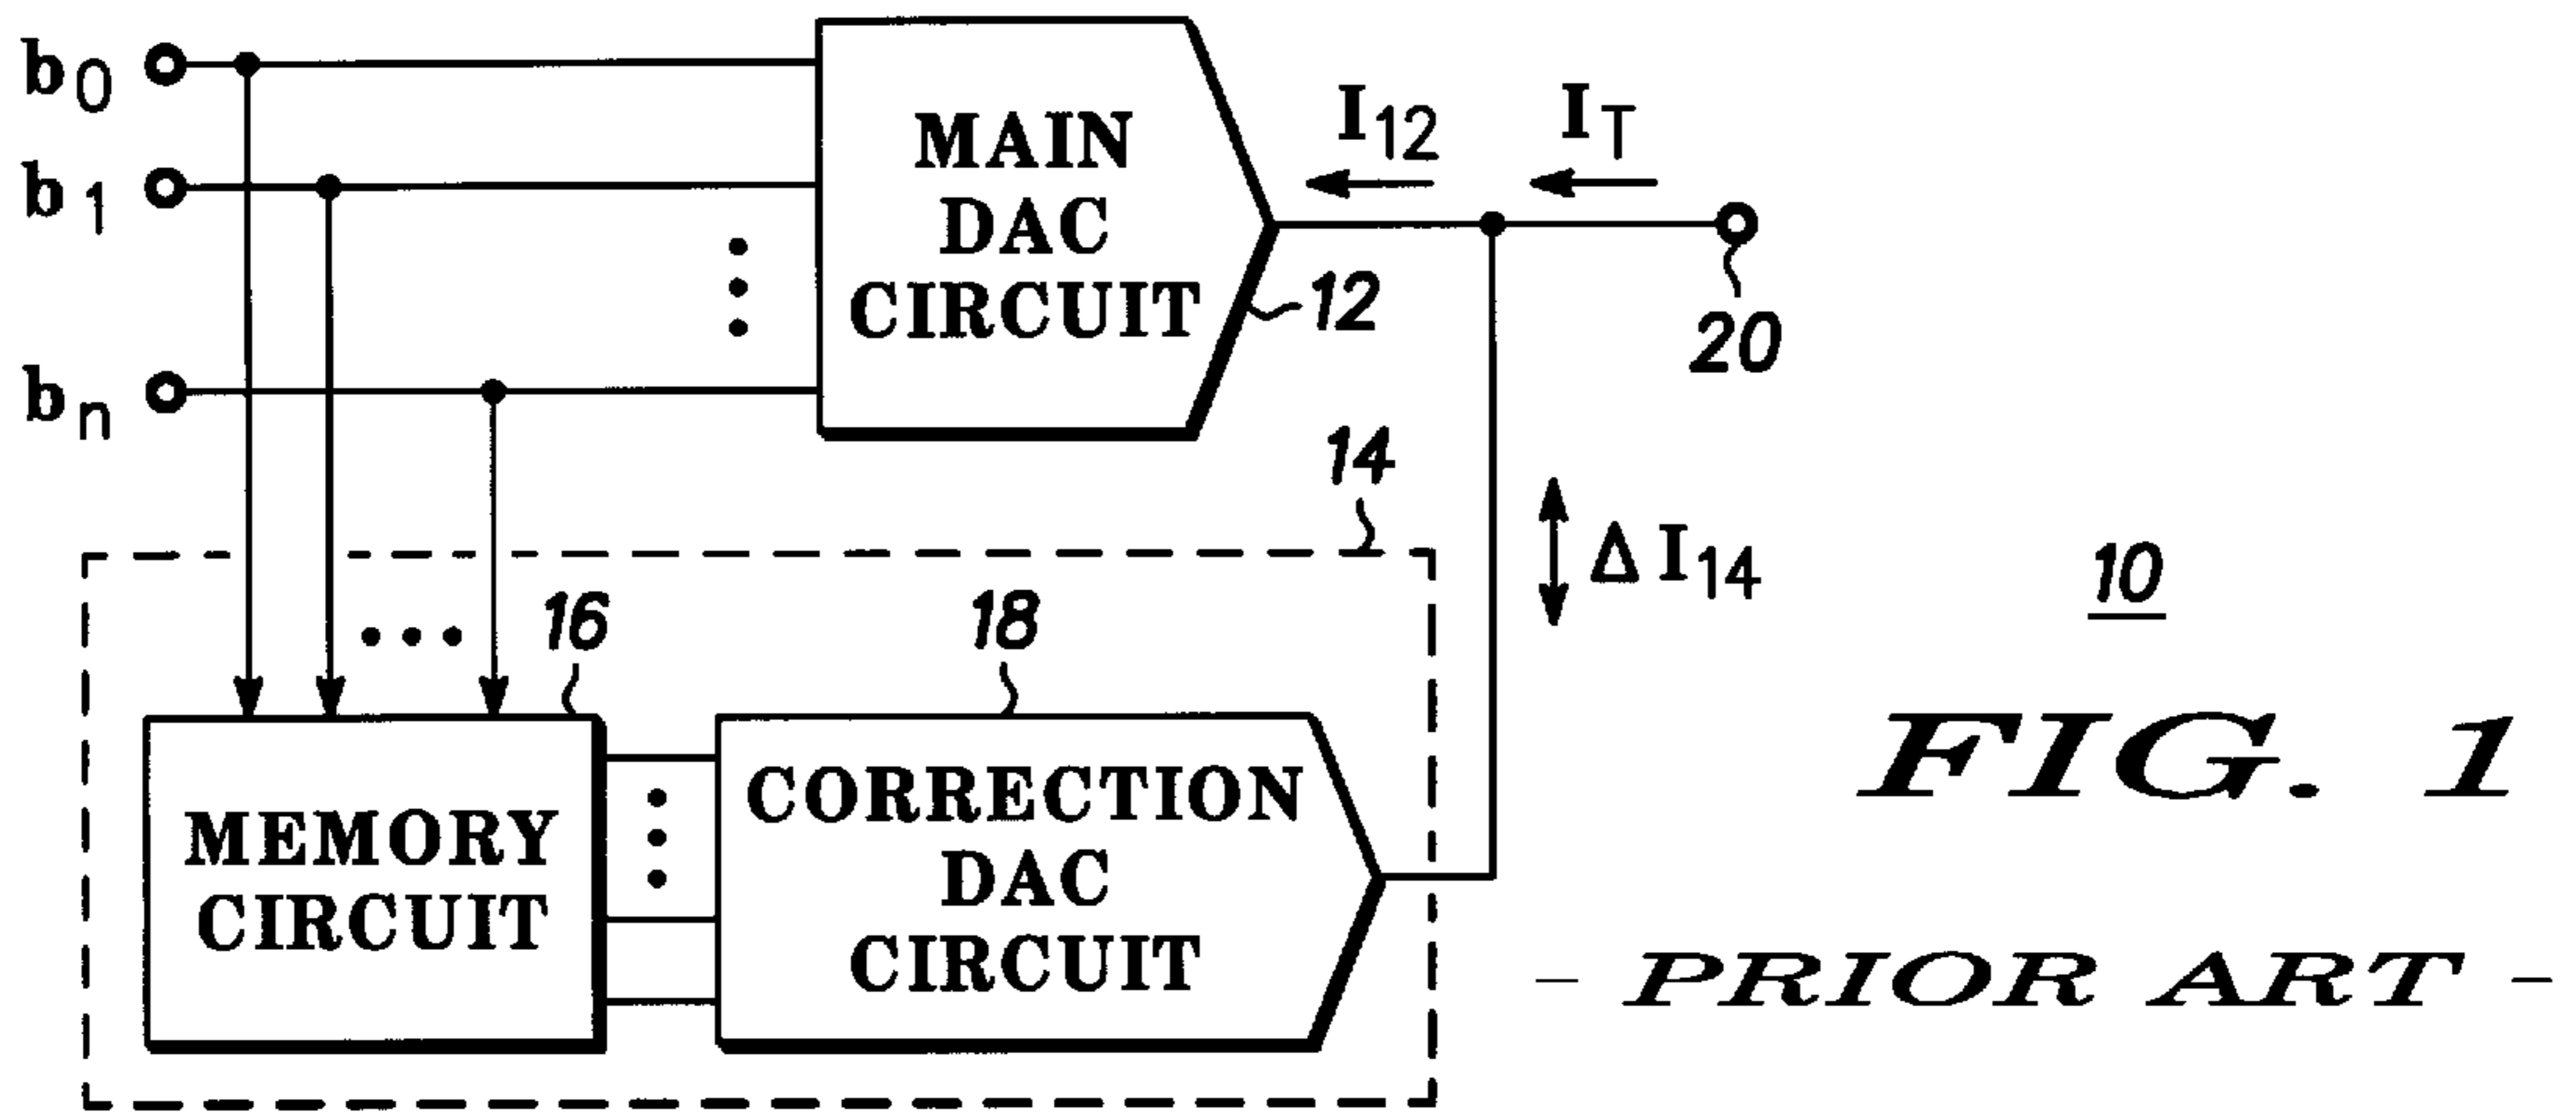 b0
b1
bn
MAIN
DAC
CIRCUIT
12
I12
IT
20
14
ΔI14
16
18
MEMORY
CIRCUIT
CORRECTION
DAC
CIRCUIT
10
FIG. 1
- PRIOR ART -